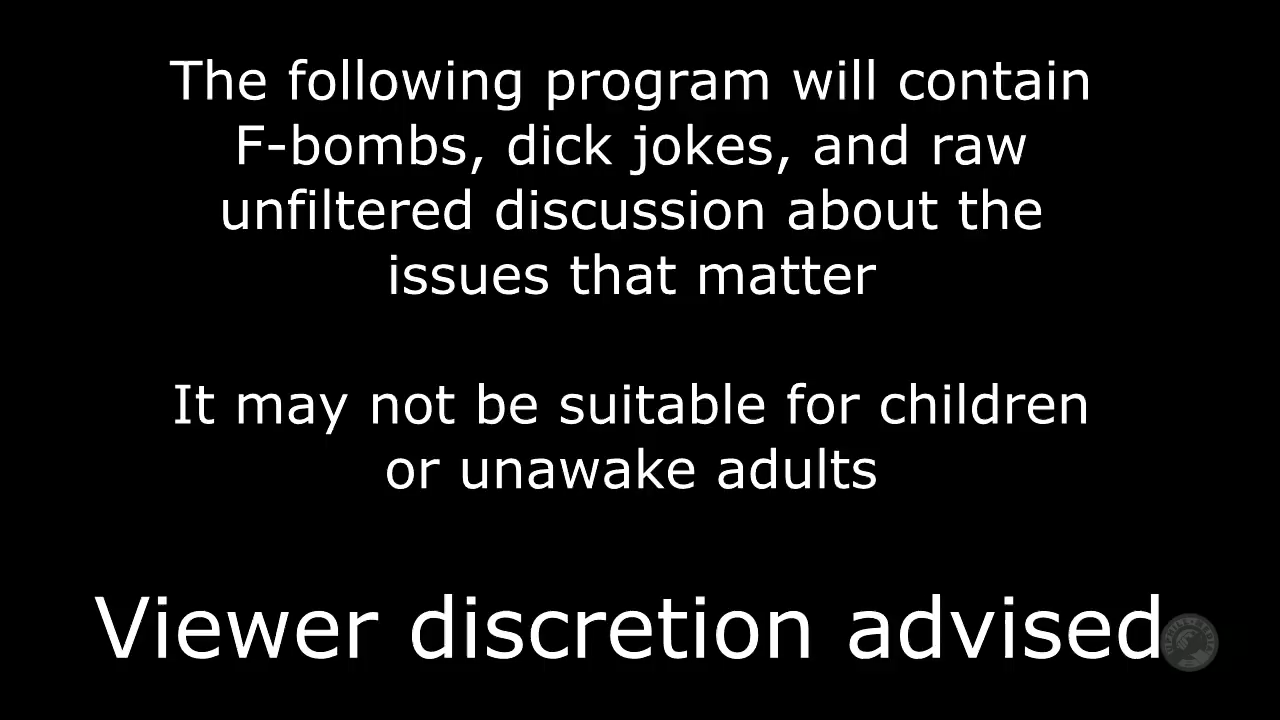 The following program will contain
F-bombs, dick jokes, and raw
unfiltered discussion about the
issues that matter
It may not be suitable for children
or unawake adults
Viewer discretion advised